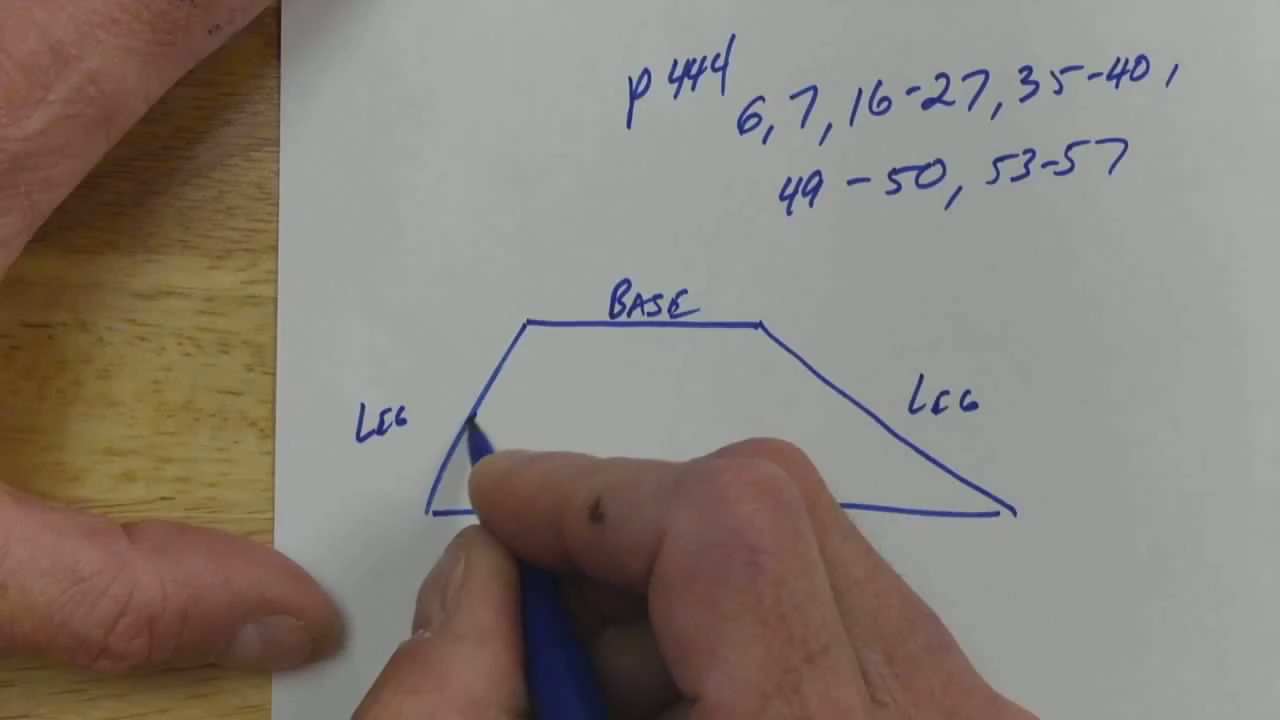 p 444
6, 7, 16-27, 35-40,
49-50, 53-57
BASE
LEG
LEG